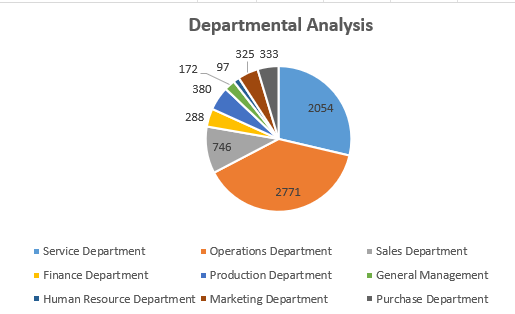 Departmental Analysis
325 333
97
172
380
2054
288
746
2771
Service Department Operations Department Sales Department
Finance Department Production Department General Management
Human Resource Department Marketing Department Purchase Department